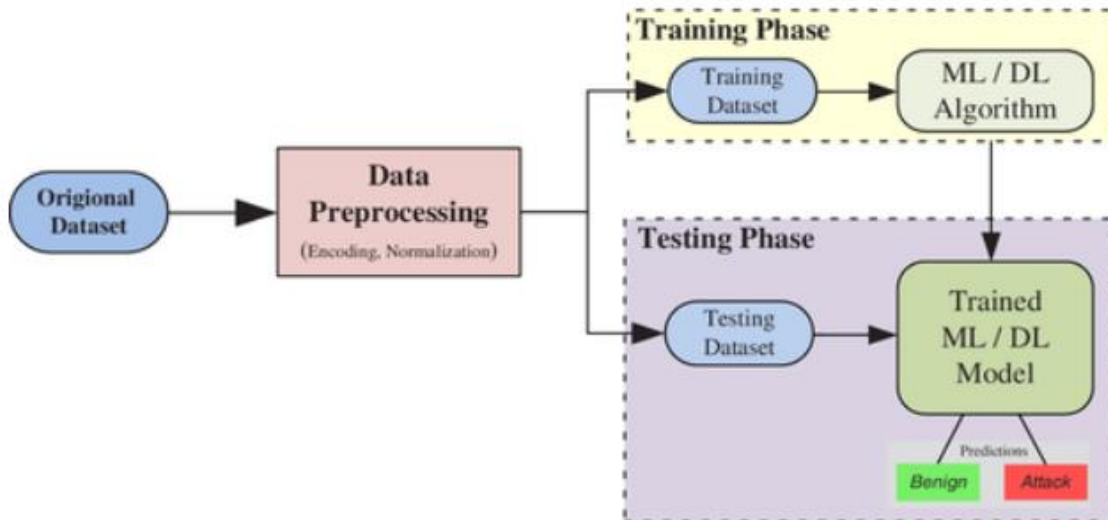 Training Phase
Training
Dataset
ML / DL
Algorithm
Origional
Dataset
Data
Preprocessing
(Encoding, Normalization)
Testing Phase
Testing
Dataset
Trained
ML / DL
Model
Predictions
Benign
Attack